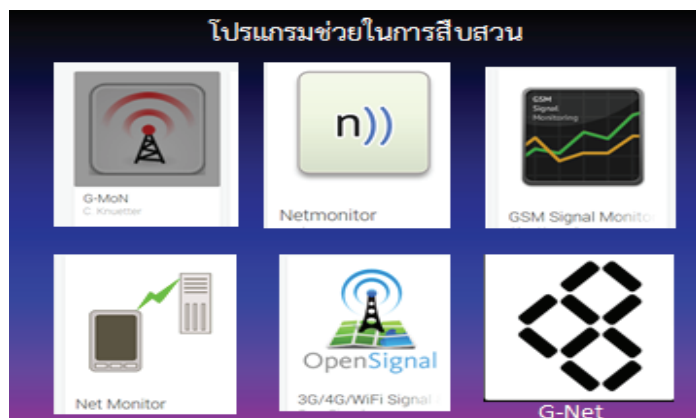 โปรแกรมช่วยในการสืบสวน
G-MoN
C. Knuetter
n))
Netmonitor
GSM
Signal
Monitoring
GSM Signal Monito
Net Monitor
OpenSignal
3G/4G/WiFi Signal
G-Net